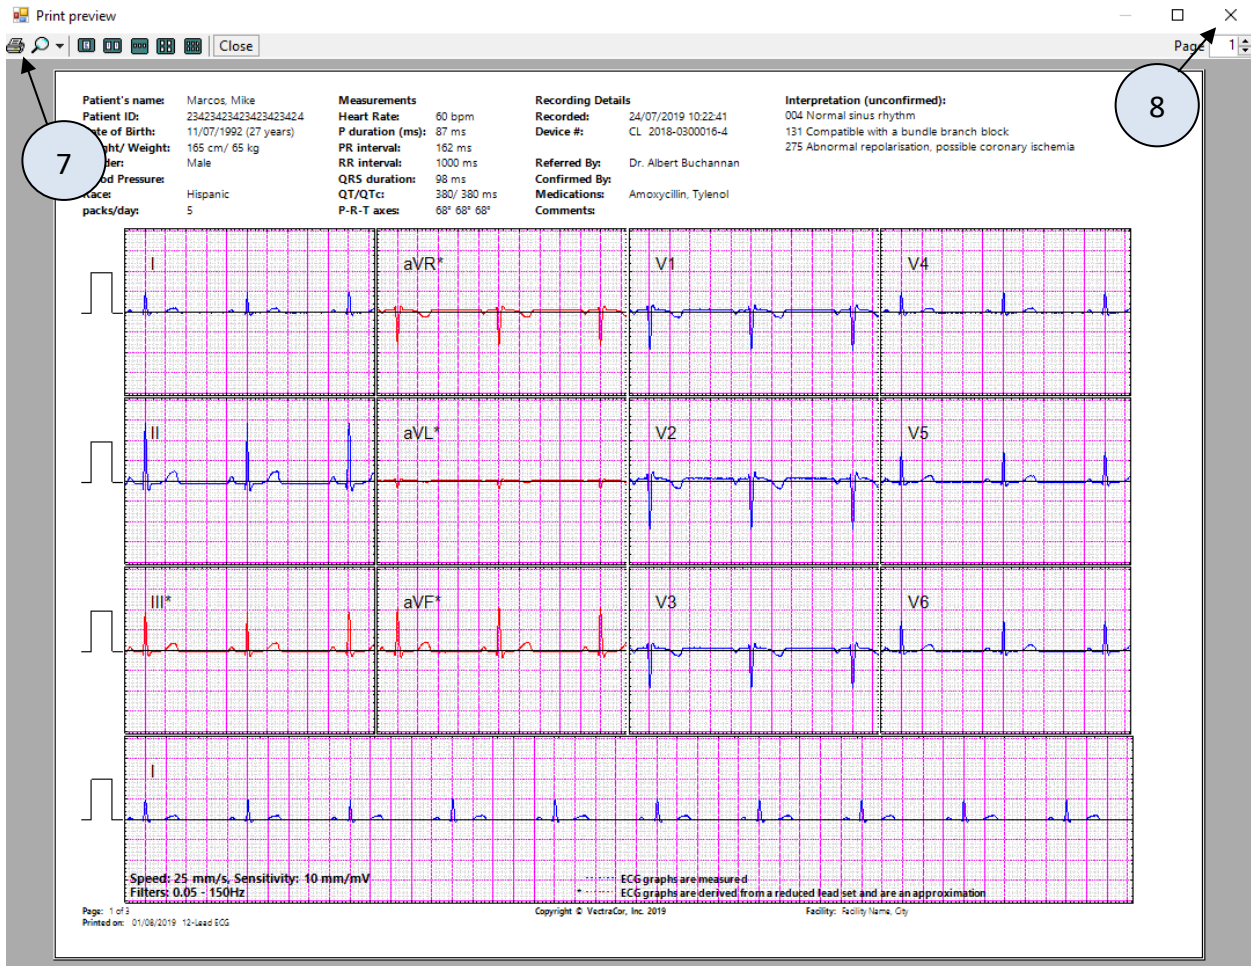 Print preview
Close
Page 1
8
7
Patient's name: Marcos, Mike
Patient ID: 23423423423423423424
ate of Birth: 11/07/1992 (27 years)
ght/ Weight: 165 cm/ 65 kg
der: Male
od Pressure:
Race: Hispanic
packs/day: 5
Measurements
Heart Rate: 60 bpm
P duration (ms): 87 ms
PR interval: 162 ms
RR interval: 1000 ms
QRS duration: 98 ms
QT/QTc: 380/ 380 ms
P-R-T axes: 68° 68° 68°
Recording Details
Recorded: 24/07/2019 10:22:41
Device #: CL 2018-0300016-4
Referred By: Dr. Albert Buchannan
Confirmed By:
Medications: Amoxycillin, Tylenol
Comments:
Interpretation (unconfirmed):
004 Normal sinus rhythm
131 Compatible with a bundle branch block
275 Abnormal repolarisation, possible coronary ischemia
I aVR* V1 V4
II aVL* V2 V5
III* aVF* V3 V6
I
Speed: 25 mm/s, Sensitivity: 10 mm/mV
Filters: 0.05 - 150Hz
ECG graphs are measured
* ECG graphs are derived from a reduced lead set and are an approximation
Page: 1 of 3
Printed on: 01/08/2019 12-Lead ECG
Copyright © VectraCor, Inc. 2019
Facility: Facility Name, City